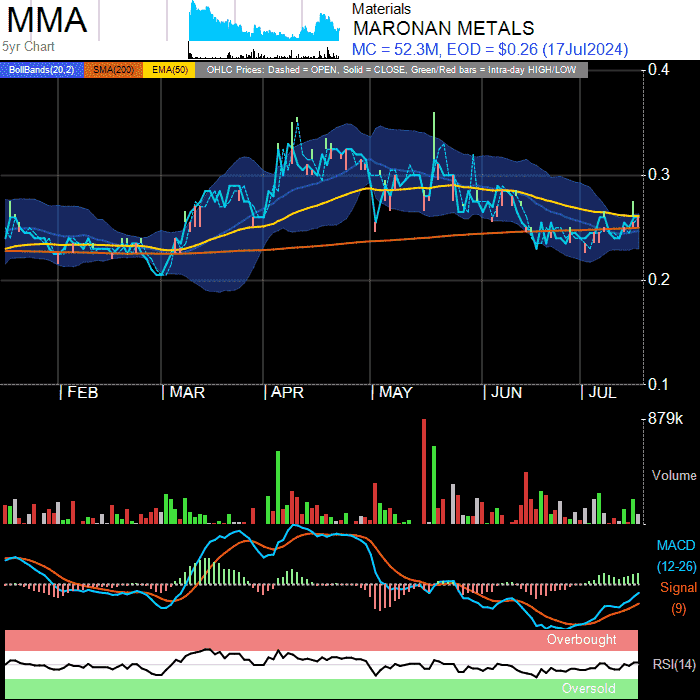 MMA
5yr Chart
Materials
MARONAN METALS
MC = 52.3M, EOD = $0.26 (17Jul2024)
BollBands(20,2) SMA(200) EMA(50) OHLC Prices: Dashed = OPEN, Solid = CLOSE, Green/Red bars = Intra-day HIGH/LOW
0.4
0.3
0.2
0.1
FEB MAR APR MAY JUN JUL
879k
Volume
MACD
(12-26)
Signal
(9)
Overbought
RSI(14)
Oversold